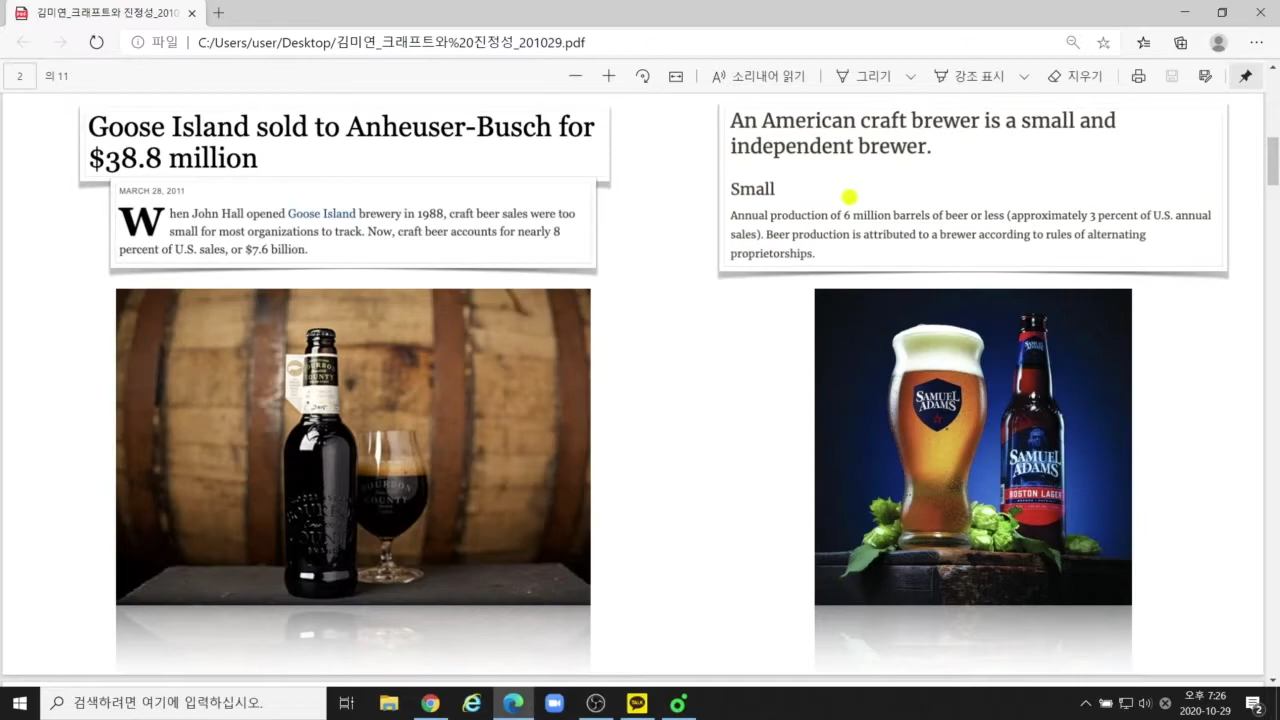 김미연_크래프트와 진정성_2010
파일
C:/Users/user/Desktop/김미연_크래프트와%20진정성_201029.pdf
2
의 11
소리내어 읽기
그리기
강조 표시
지우기
Goose Island sold to Anheuser-Busch for
$38.8 million
MARCH 28, 2011
When John Hall opened Goose Island brewery in 1988, craft beer sales were too
small for most organizations to track. Now, craft beer accounts for nearly 8
percent of U.S. sales, or $7.6 billion.
An American craft brewer is a small and
independent brewer.
Small
Annual production of 6 million barrels of beer or less (approximately 3 percent of U.S. annual
sales). Beer production is attributed to a brewer according to rules of alternating
proprietorships.
BOURBON
COUNTY
BOURBON
COUNTY
SAMUEL
ADAMS
SAMUEL
ADAMS
BOSTON LAGER
검색하려면 여기에 입력하십시오.
TALK
오후 7:26
2020-10-29
2